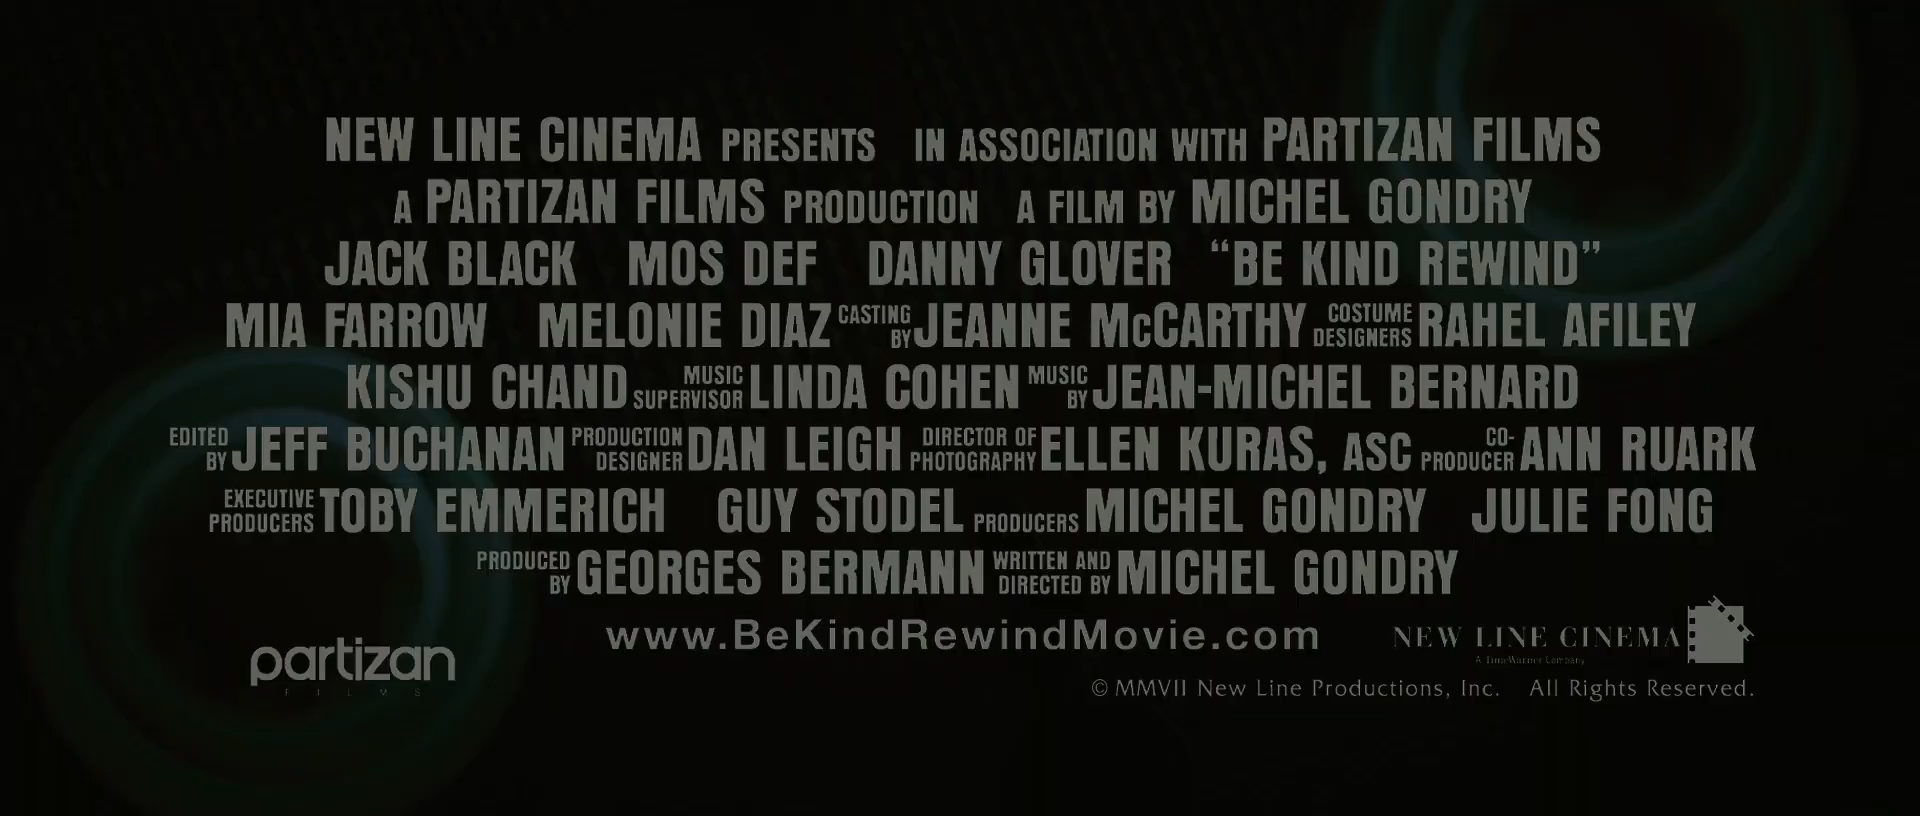 NEW LINE CINEMA PRESENTS IN ASSOCIATION WITH PARTIZAN FILMS
A PARTIZAN FILMS PRODUCTION A FILM BY MICHEL GONDRY
JACK BLACK MOS DEF DANNY GLOVER “BE KIND REWIND”
MIA FARROW MELONIE DIAZ CASTING BY JEANNE McCARTHY COSTUME DESIGNERS RAHEL AFILEY
KISHU CHAND MUSIC SUPERVISOR LINDA COHEN MUSIC BY JEAN-MICHEL BERNARD
EDITED BY JEFF BUCHANAN PRODUCTION DESIGNER DAN LEIGH DIRECTOR OF PHOTOGRAPHY ELLEN KURAS, ASC CO-PRODUCER ANN RUARK
EXECUTIVE PRODUCERS TOBY EMMERICH GUY STODEL PRODUCERS MICHEL GONDRY JULIE FONG
PRODUCED BY GEORGES BERMANN WRITTEN AND DIRECTED BY MICHEL GONDRY
www.BeKindRewindMovie.com
NEW LINE CINEMA
A Time Warner Company
partizan
FILMS
© MMVII New Line Productions, Inc. All Rights Reserved.